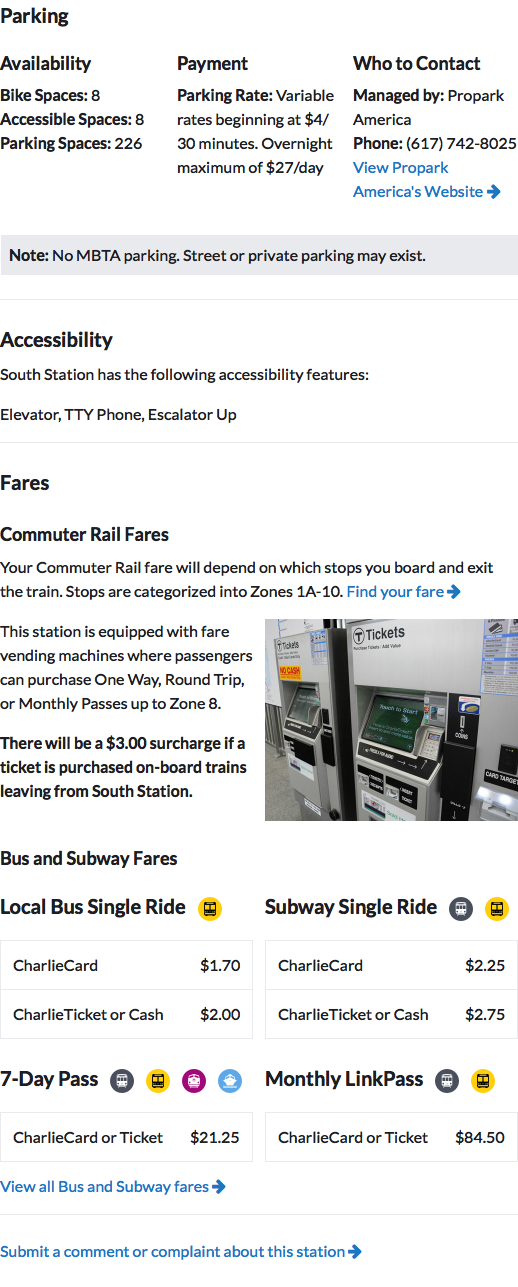 Parking
Availability
Bike Spaces: 8
Accessible Spaces: 8
Parking Spaces: 226
Payment
Parking Rate: Variable
rates beginning at $4/
30 minutes. Overnight
maximum of $27/day
Who to Contact
Managed by: Propark
America
Phone: (617) 742-8025
View Propark
America's Website
Note: No MBTA parking. Street or private parking may exist.
Accessibility
South Station has the following accessibility features:
Elevator, TTY Phone, Escalator Up
Fares
Commuter Rail Fares
Your Commuter Rail fare will depend on which stops you board and exit
the train. Stops are categorized into Zones 1A-10. Find your fare
This station is equipped with fare
vending machines where passengers
can purchase One Way, Round Trip,
or Monthly Passes up to Zone 8.
There will be a $3.00 surcharge if a
ticket is purchased on-board trains
leaving from South Station.
T Tickets
NO CASH
T Tickets
Purchase Tickets · Add Value
Touch to Start
COINS
CARD TARGET
Bus and Subway Fares
Local Bus Single Ride
CharlieCard $1.70
CharlieTicket or Cash $2.00
Subway Single Ride
CharlieCard $2.25
CharlieTicket or Cash $2.75
7-Day Pass
CharlieCard or Ticket $21.25
Monthly LinkPass
CharlieCard or Ticket $84.50
View all Bus and Subway fares
Submit a comment or complaint about this station